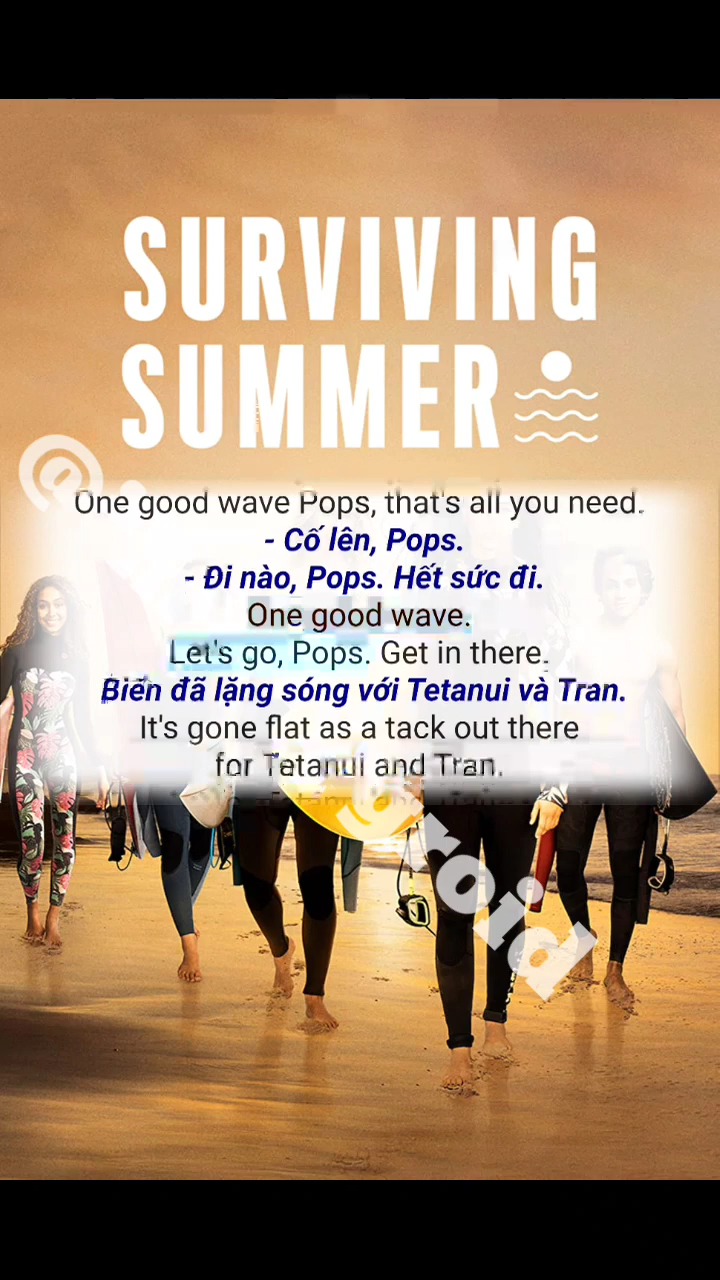 SURVIVING
SUMMER
@
One good wave Pops, that's all you need.
- Cố lên, Pops.
- Đi nào, Pops. Hết sức đi.
One good wave.
Let's go, Pops. Get in there.
Biển đã lặng sóng với Tetanui và Tran.
It's gone flat as a tack out there
for Tetanui and Tran.
groid